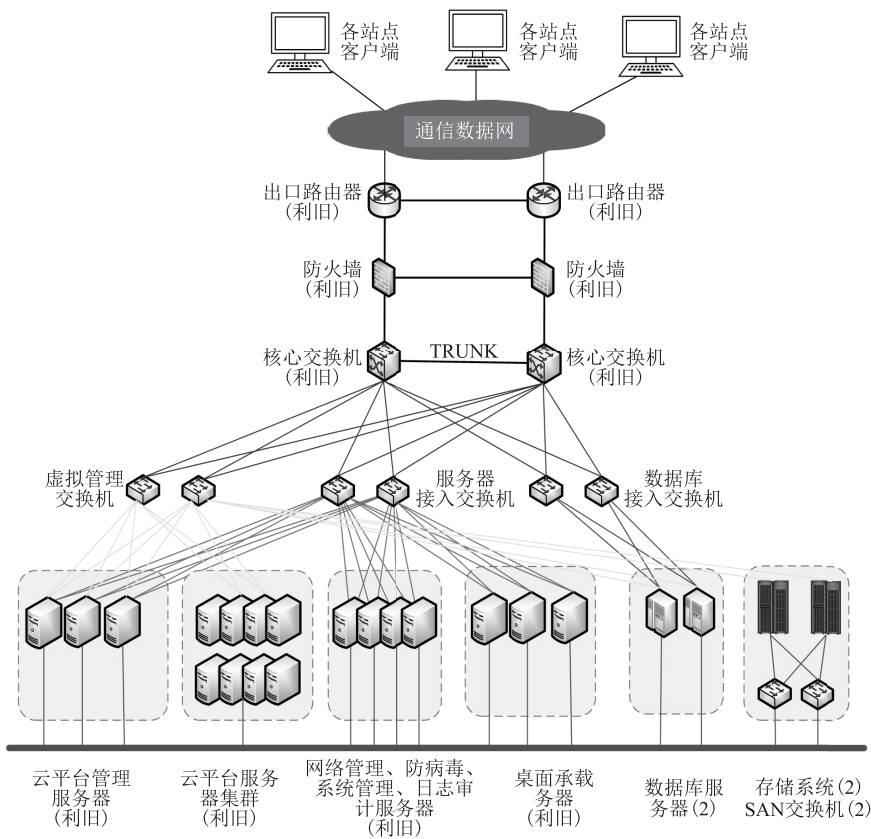 各站点
客户端
各站点
客户端
各站点
客户端
通信数据网
出口路由器
(利旧)
出口路由器
(利旧)
防火墙
(利旧)
防火墙
(利旧)
核心交换机
(利旧)
TRUNK
核心交换机
(利旧)
虚拟管理
交换机
服务器
接入交换机
数据库
接入交换机
云平台管理
服务器
(利旧)
云平台服务
器集群
(利旧)
网络管理、防病毒、
系统管理、日志审
计服务器
(利旧)
桌面承载
务器
(利旧)
数据库服
务器(2)
存储系统(2)
SAN交换机(2)